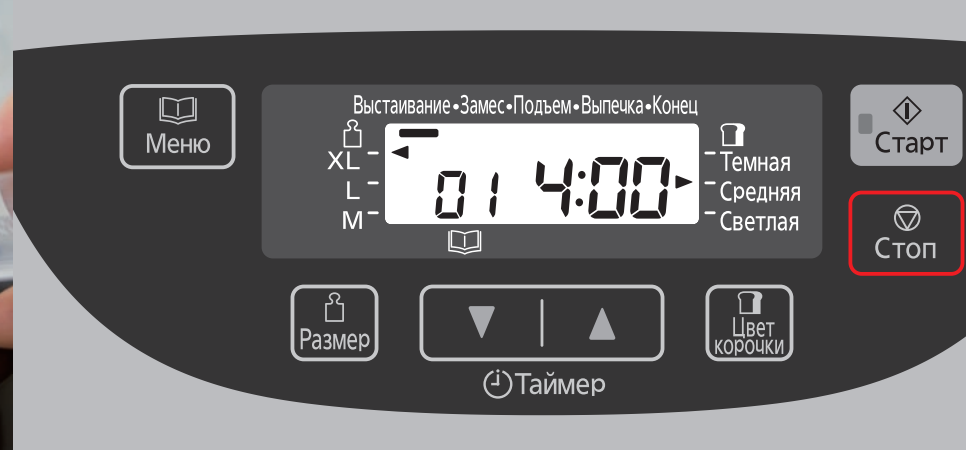 Выстаивание•Замес•Подъем•Выпечка•Конец
Меню
XL
L
M
01 4:00
Темная
Средняя
Светлая
Старт
Стоп
Размер
Цвет
корочки
Таймер